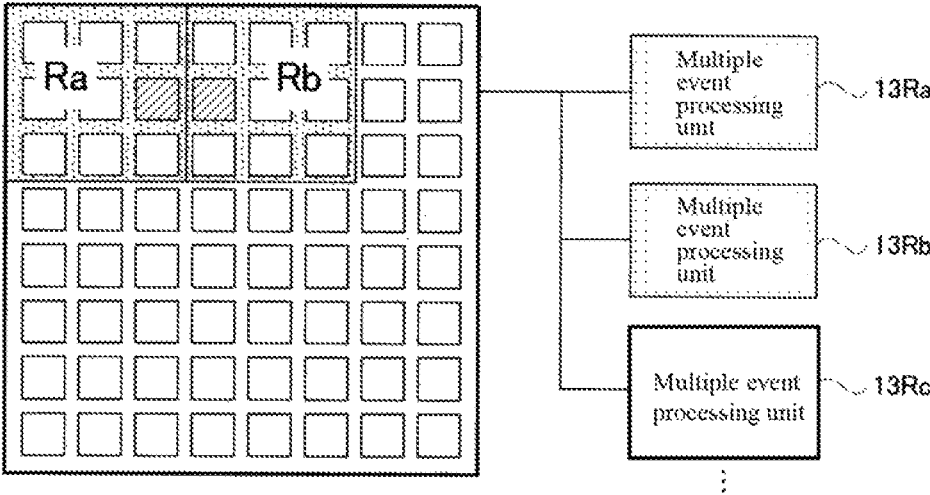 Ra
Rb
Multiple
event
processing
unit
13Ra
Multiple
event
processing
unit
13Rb
Multiple event
processing unit
13Rc